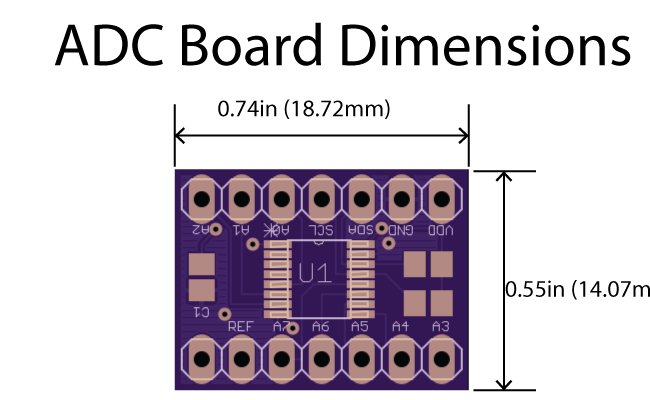 ADC Board Dimensions
0.74in (18.72mm)
A2 A1 A0 SCL SDA GND VDD
U1
0.55in (14.07m
C1
REF A7 A6 A5 A4 A3